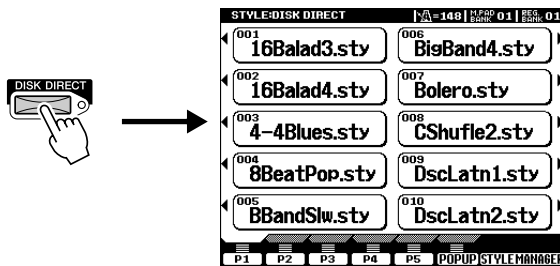 DISK DIRECT
STYLE:DISK DIRECT
=148
M.PAD BANK 01
REG. BANK 01
001
16Balad3.sty
006
BigBand4.sty
002
16Balad4.sty
007
Bolero.sty
003
4-4Blues.sty
008
CShufle2.sty
004
8BeatPop.sty
009
DscLatn1.sty
005
BBandSlw.sty
010
DscLatn2.sty
P1 P2 P3 P4 P5 POPUP STYLE MANAGE